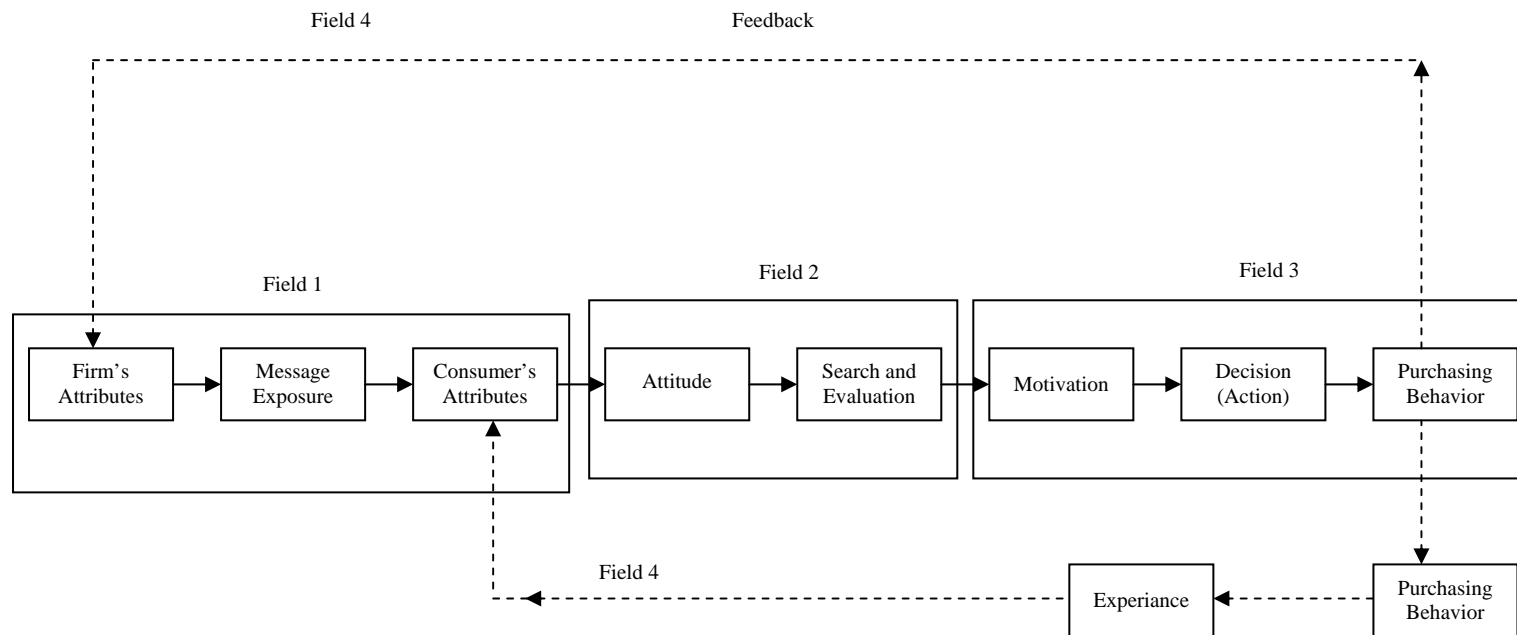 Field 4
Feedback
Field 1
Field 2
Field 3
Firm's
Attributes
Message
Exposure
Consumer's
Attributes
Attitude
Search and
Evaluation
Motivation
Decision
(Action)
Purchasing
Behavior
Field 4
Experiance
Purchasing
Behavior